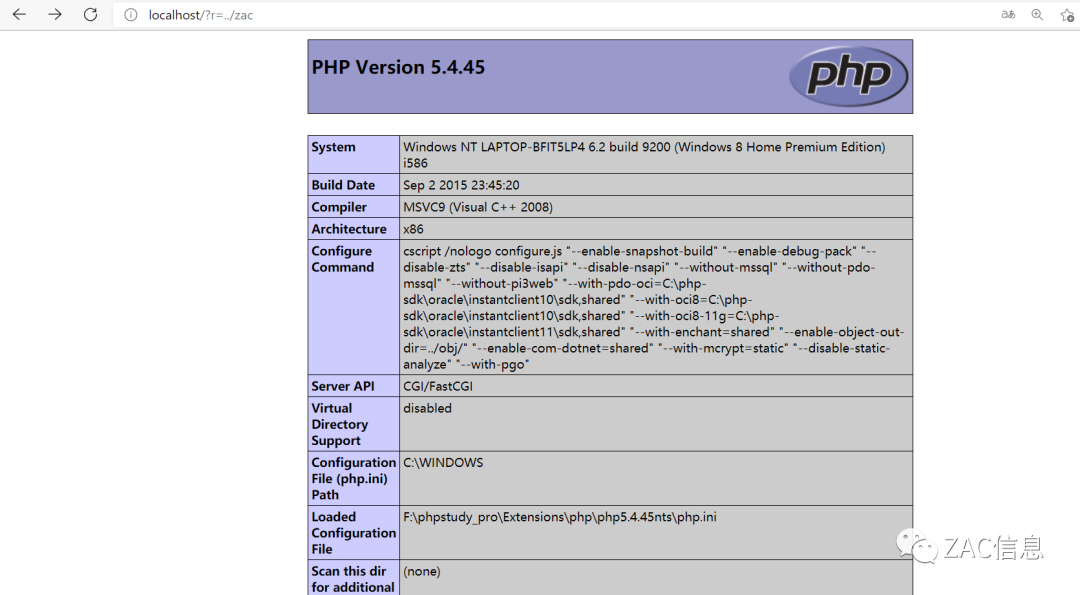 localhost/?r=../zac
aあ
PHP Version 5.4.45
php
System
Windows NT LAPTOP-BFIT5LP4 6.2 build 9200 (Windows 8 Home Premium Edition)
i586
Build Date
Sep 2 2015 23:45:20
Compiler
MSVC9 (Visual C++ 2008)
Architecture
x86
Configure
Command
cscript /nologo configure.js "--enable-snapshot-build" "--enable-debug-pack" "--
disable-zts" "--disable-isapi" "--disable-nsapi" "--without-mssql" "--without-pdo-
mssql" "--without-pi3web" "--with-pdo-oci=C:\php-
sdk\oracle\instantclient10\sdk,shared" "--with-oci8=C:\php-
sdk\oracle\instantclient10\sdk,shared" "--with-oci8-11g=C:\php-
sdk\oracle\instantclient11\sdk,shared" "--with-enchant=shared" "--enable-object-out-
dir=../obj/" "--enable-com-dotnet=shared" "--with-mcrypt=static" "--disable-static-
analyze" "--with-pgo"
Server API
CGI/FastCGI
Virtual
Directory
Support
disabled
Configuration
File (php.ini)
Path
C:\WINDOWS
Loaded
Configuration
File
F:\phpstudy_pro\Extensions\php\php5.4.45nts\php.ini
Scan this dir
for additional
(none)
ZAC信息